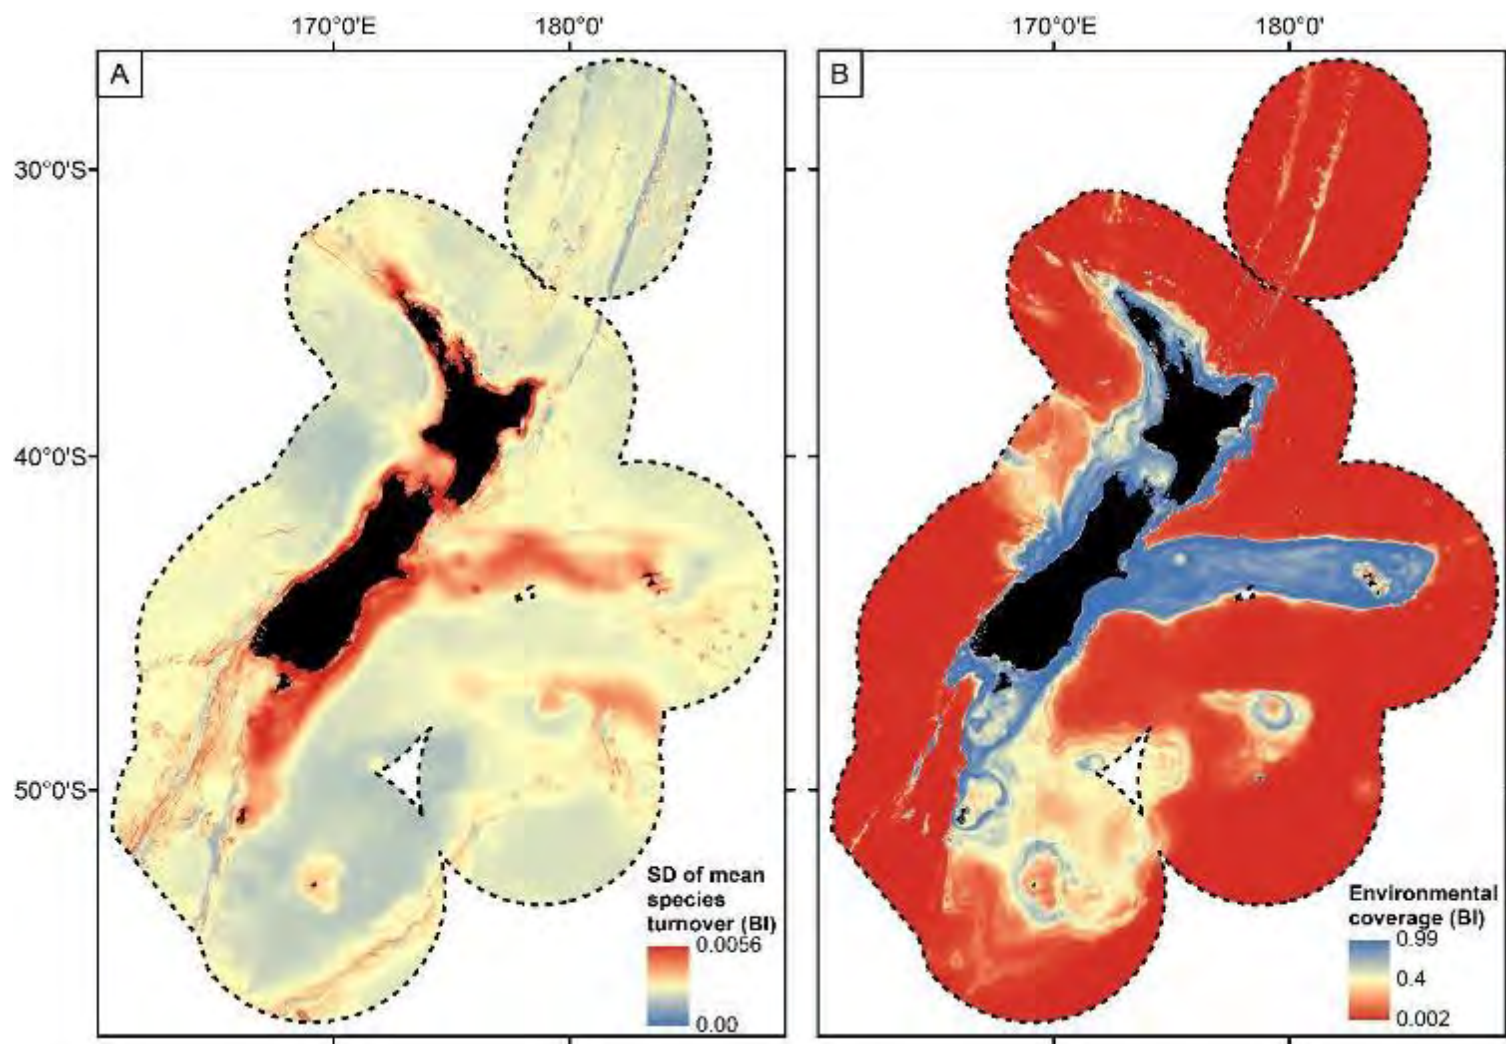 170°0'E 180°0' 170°0'E 180°0'
A B
30°0'S
40°0'S
50°0'S
SD of mean
species
turnover (BI)
0.0056
0.00
Environmental
coverage (BI)
0.99
0.4
0.002